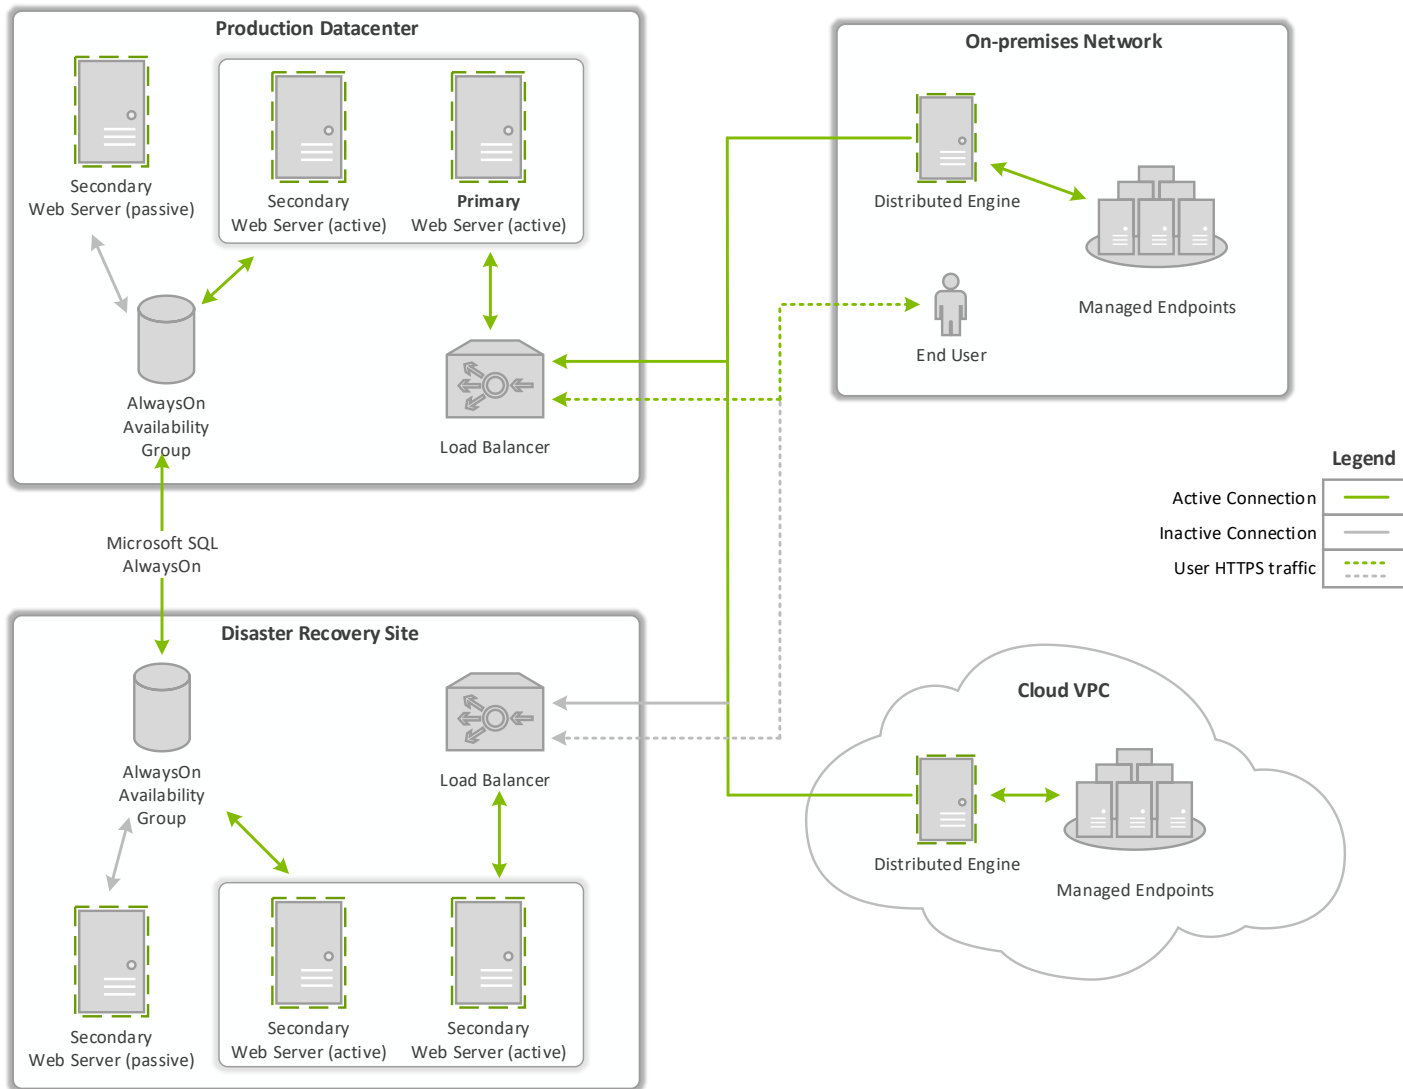 Production Datacenter
Secondary
Web Server (passive)
Secondary
Web Server (active)
Primary
Web Server (active)
AlwaysOn
Availability
Group
Load Balancer
On-premises Network
Distributed Engine
Managed Endpoints
End User
Legend
Active Connection
Inactive Connection
User HTTPS traffic
Microsoft SQL
AlwaysOn
Disaster Recovery Site
AlwaysOn
Availability
Group
Load Balancer
Secondary
Web Server (passive)
Secondary
Web Server (active)
Secondary
Web Server (active)
Cloud VPC
Distributed Engine
Managed Endpoints